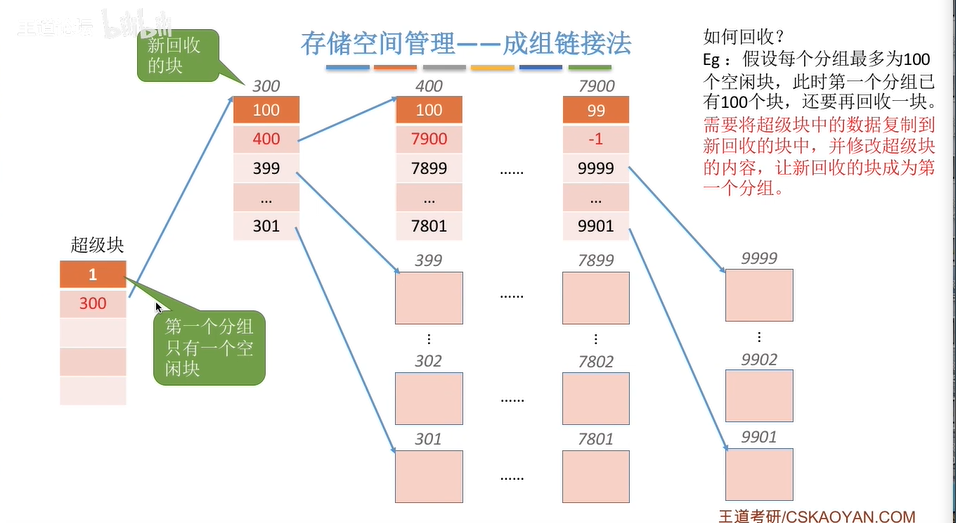 存储空间管理——成组链接法
新回收
的块
如何回收？
Eg： 假设每个分组最多为100
个空闲块，此时第一个分组已
有100个块，还要再回收一块。
需要将超级块中的数据复制到
新回收的块中，并修改超级块
的内容，让新回收的块成为第
一个分组。
300
100
400
399
...
301
400
100
7900
7899
...
7801
......
7900
99
-1
9999
...
9901
超级块
1
300
第一个分组
只有一个空
闲块
399
......
7899
9999
⋮
⋮
⋮
302
......
7802
9902
301
......
7801
9901
王道考研/CSKAOYAN.COM